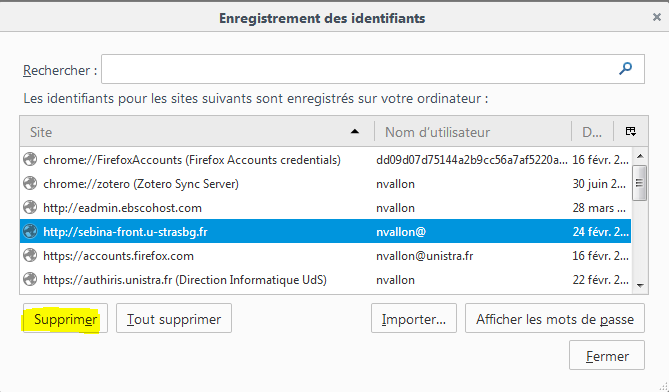 Enregistrement des identifiants
Rechercher :
Les identifiants pour les sites suivants sont enregistrés sur votre ordinateur :
Site Nom d'utilisateur D...
chrome://FirefoxAccounts (Firefox Accounts credentials) dd09d07d75144a2b9cc56a7af5220a... 16 févr. 2...
chrome://zotero (Zotero Sync Server) nvallon 30 juin 2...
http://eadmin.ebscohost.com nvallon 28 mars ...
http://sebina-front.u-strasbg.fr nvallon@ 24 févr. 2...
https://accounts.firefox.com nvallon@unistra.fr 16 févr. 2...
https://authiris.unistra.fr (Direction Informatique UdS) nvallon 22 févr. 2...
Supprimer Tout supprimer Importer... Afficher les mots de passe
Fermer